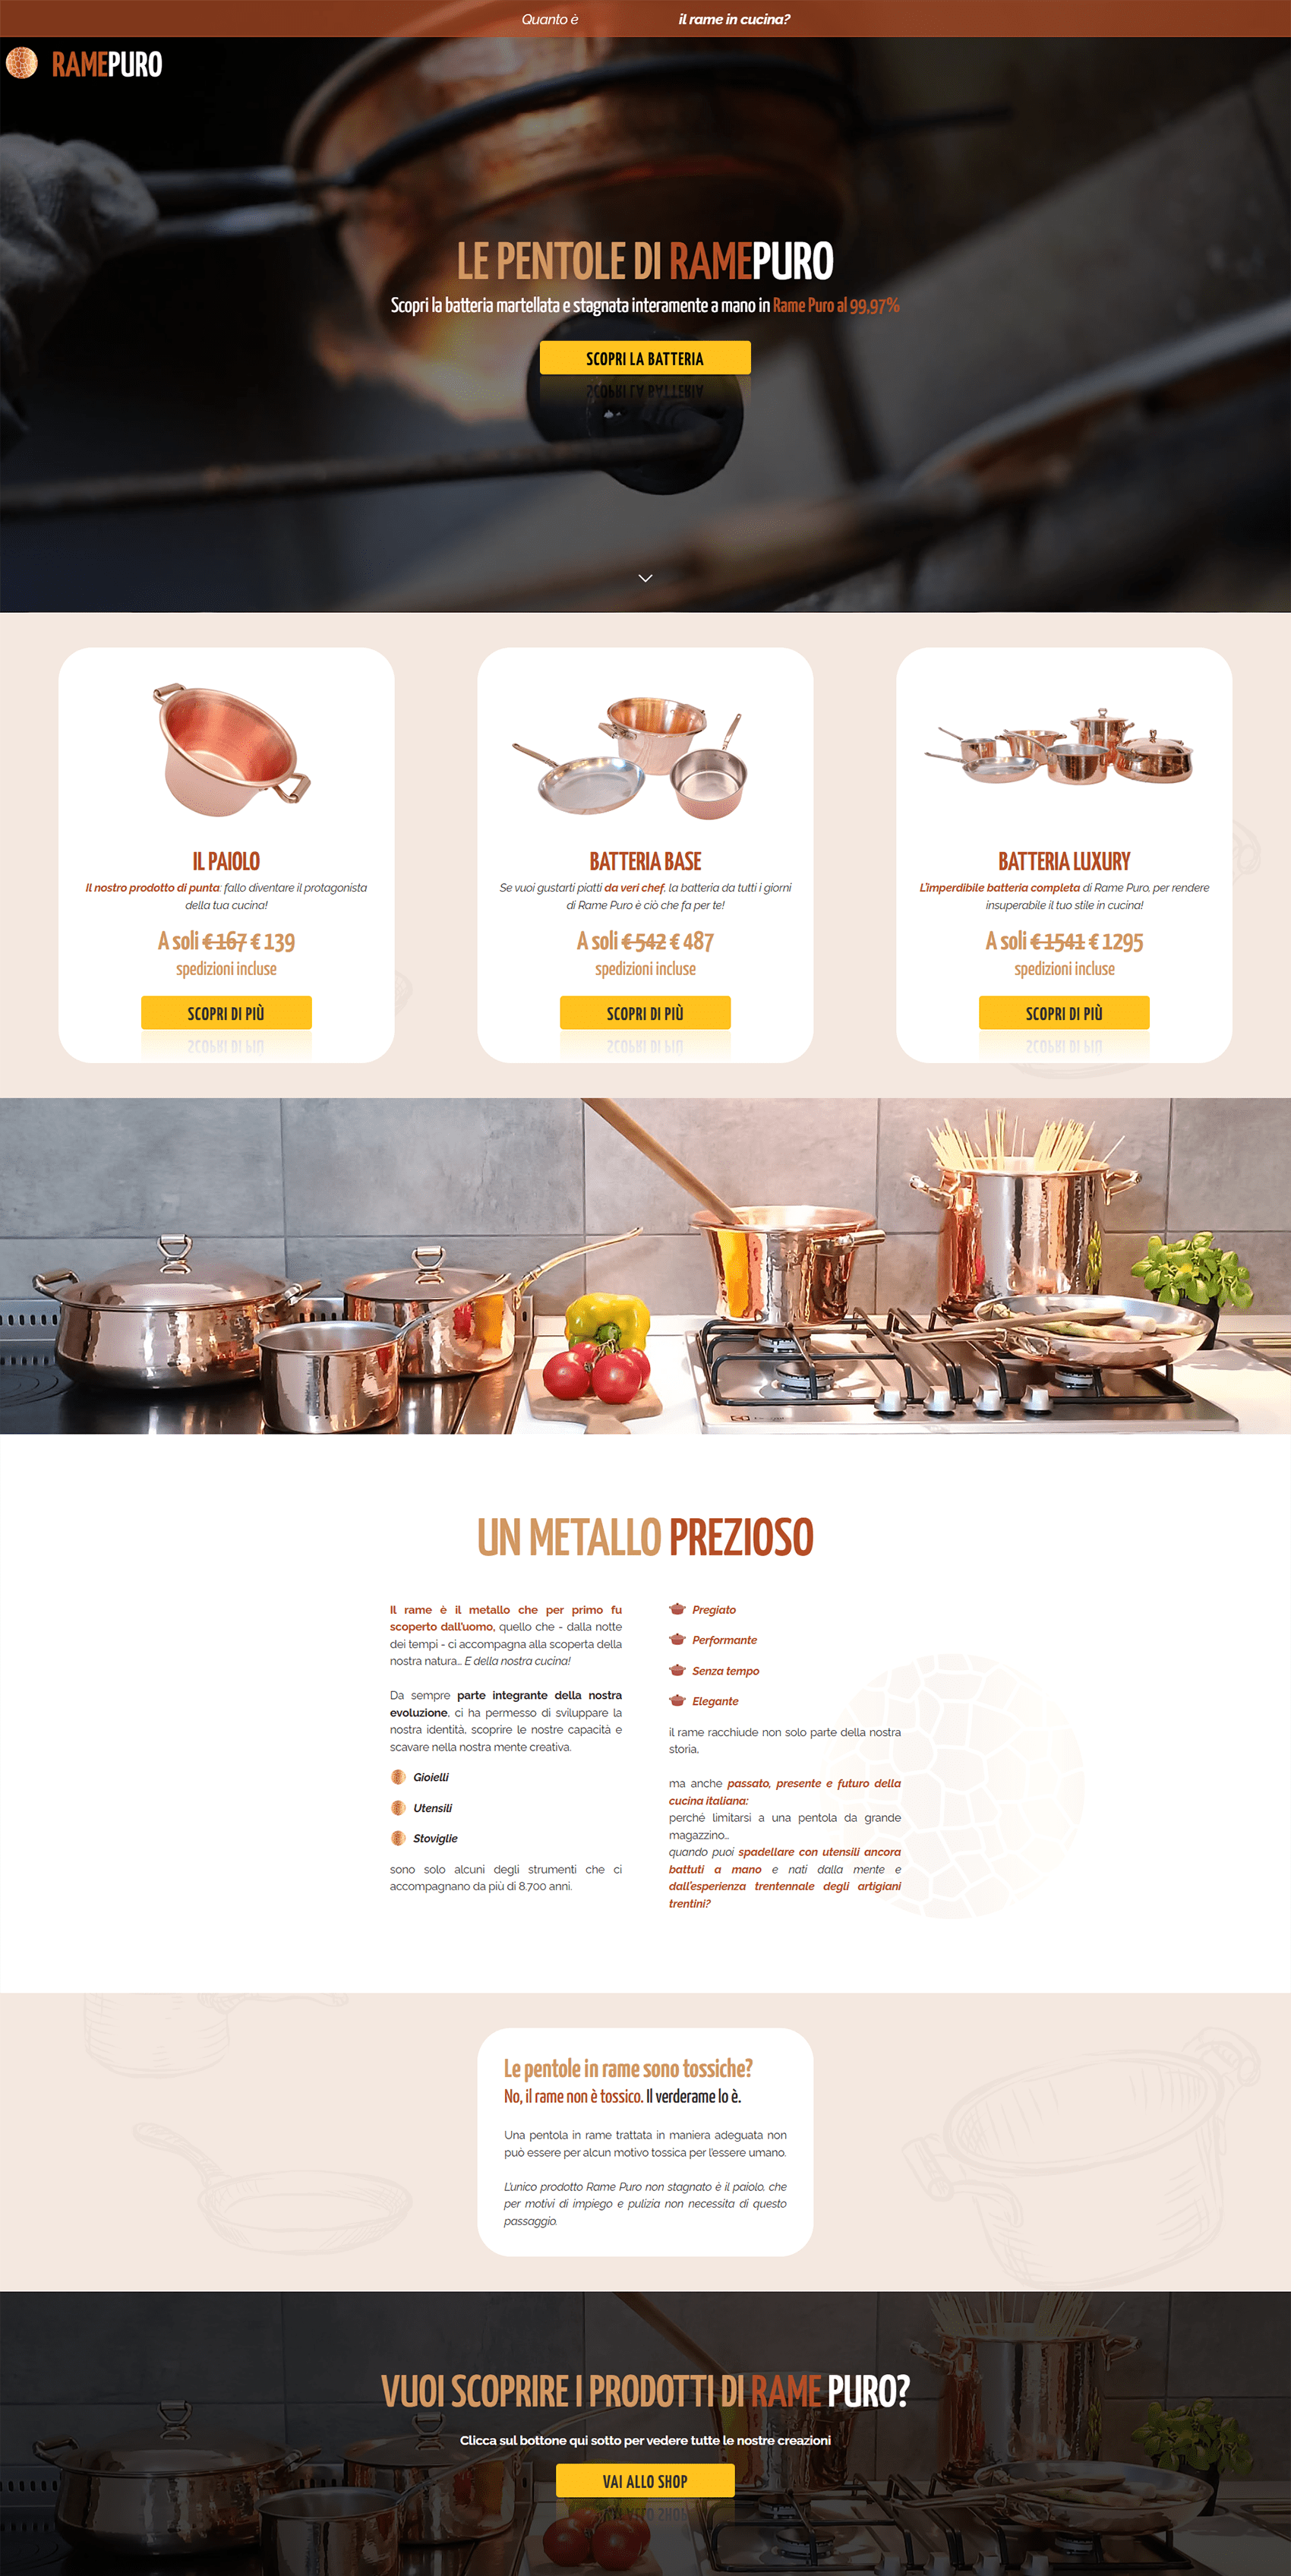 Quanto è il rame in cucina?
RAMEPURO
LE PENTOLE DI RAMEPURO
Scopri la batteria martellata e stagnata interamente a mano in Rame Puro al 99,97%
SCOPRI LA BATTERIA
IL PAIOLO
Il nostro prodotto di punta: fallo diventare il protagonista
della tua cucina!
A soli € 167 € 139
spedizioni incluse
SCOPRI DI PIÙ
BATTERIA BASE
Se vuoi gustarti piatti da veri chef, la batteria da tutti i giorni
di Rame Puro è ciò che fa per te!
A soli € 542 € 487
spedizioni incluse
SCOPRI DI PIÙ
BATTERIA LUXURY
L'imperdibile batteria completa di Rame Puro, per rendere
insuperabile il tuo stile in cucina!
A soli € 1541 € 1295
spedizioni incluse
SCOPRI DI PIÙ
UN METALLO PREZIOSO
Il rame è il metallo che per primo fu
scoperto dall'uomo, quello che - dalla notte
dei tempi - ci accompagna alla scoperta della
nostra natura... E della nostra cucina!
Da sempre parte integrante della nostra
evoluzione, ci ha permesso di sviluppare la
nostra identità, scoprire le nostre capacità e
scavare nella nostra mente creativa.
Gioielli
Utensili
Stoviglie
sono solo alcuni degli strumenti che ci
accompagnano da più di 8.700 anni.
Pregiato
Performante
Senza tempo
Elegante
il rame racchiude non solo parte della nostra
storia,
ma anche passato, presente e futuro della
cucina italiana:
perché limitarsi a una pentola da grande
magazzino...
quando puoi spadellare con utensili ancora
battuti a mano e nati dalla mente e
dall'esperienza trentennale degli artigiani
trentini?
Le pentole in rame sono tossiche?
No, il rame non è tossico. Il verderame lo è.
Una pentola in rame trattata in maniera adeguata non
può essere per alcun motivo tossica per l'essere umano.
L'unico prodotto Rame Puro non stagnato è il paiolo, che
per motivi di impiego e pulizia non necessita di questo
passaggio.
VUOI SCOPRIRE I PRODOTTI DI RAME PURO?
Clicca sul bottone qui sotto per vedere tutte le nostre creazioni
VAI ALLO SHOP